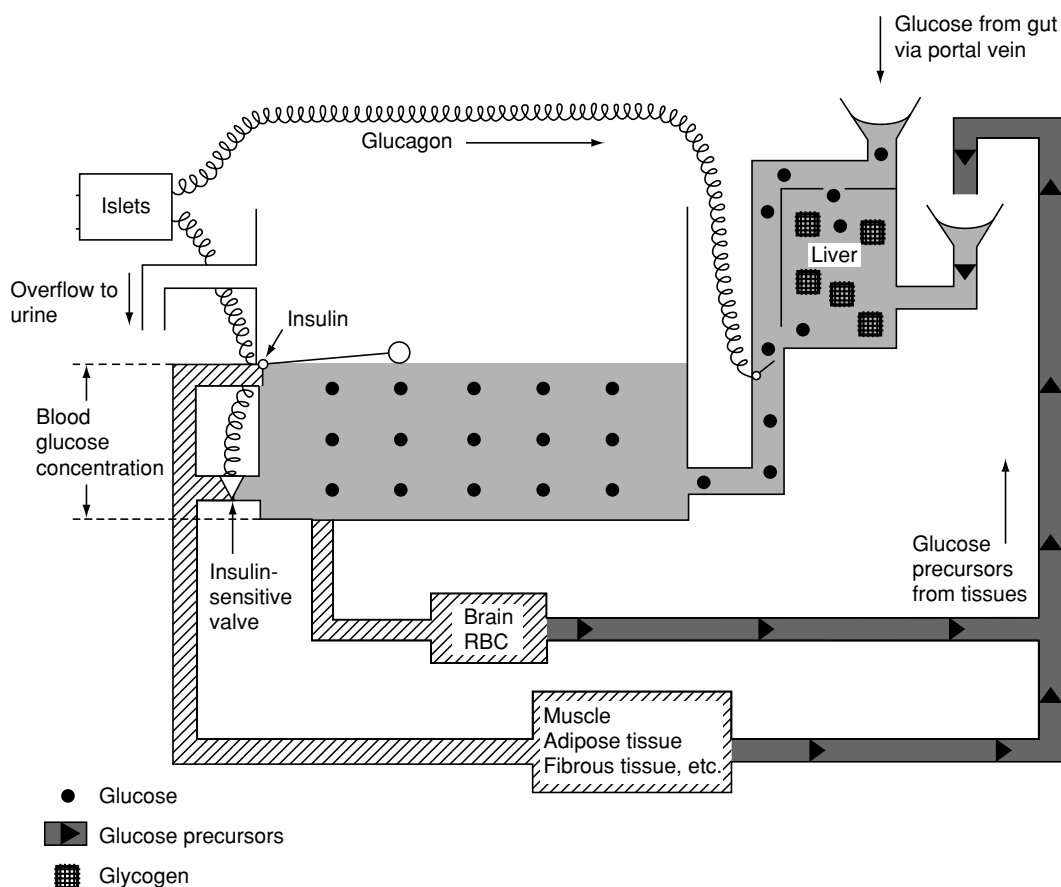 Glucose from gut
via portal vein
Glucagon
Islets
Liver
Overflow to
urine
Insulin
Blood
glucose
concentration
Glucose
precursors
from tissues
Insulin-
sensitive
valve
Brain
RBC
Muscle
Adipose tissue
Fibrous tissue, etc.
Glucose
Glucose precursors
Glycogen